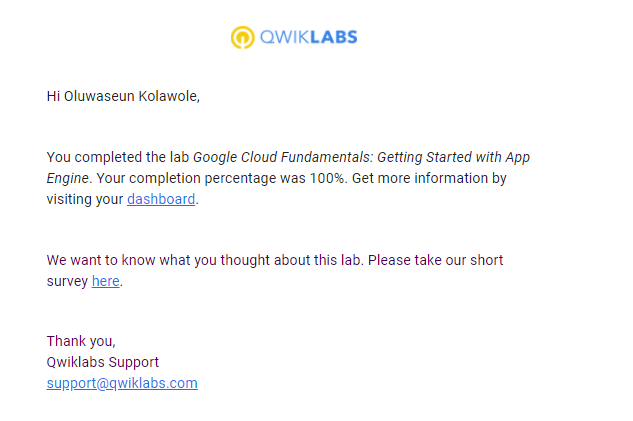 QWIKLABS
Hi Oluwaseun Kolawole,
You completed the lab Google Cloud Fundamentals: Getting Started with App
Engine. Your completion percentage was 100%. Get more information by
visiting your dashboard.
We want to know what you thought about this lab. Please take our short
survey here.
Thank you,
Qwiklabs Support
support@qwiklabs.com